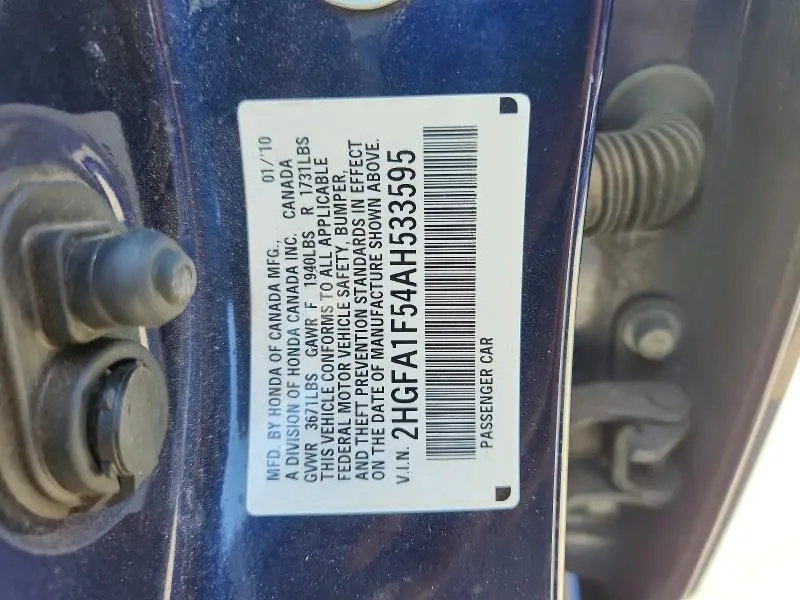 MFD. BY HONDA OF CANADA MFG., 01/'10
A DIVISION OF HONDA CANADA INC. CANADA
GVWR 3671LBS GAWR F 1940LBS R 1731LBS
THIS VEHICLE CONFORMS TO ALL APPLICABLE
FEDERAL MOTOR VEHICLE SAFETY, BUMPER,
AND THEFT PREVENTION STANDARDS IN EFFECT
ON THE DATE OF MANUFACTURE SHOWN ABOVE.
V.I.N. 2HGFA1F54AH533595
PASSENGER CAR